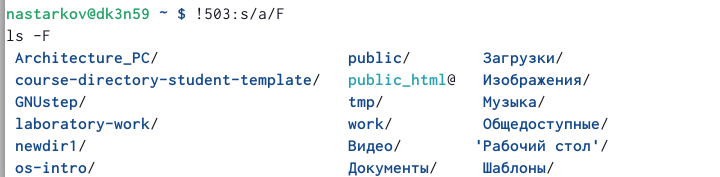 nastarkov@dk3n59 ~ $ !503:s/a/F
ls -F
Architecture_PC/ public/ Загрузки/
course-directory-student-template/ public_html@ Изображения/
GNUstep/ tmp/ Музыка/
laboratory-work/ work/ Общедоступные/
newdir1/ Видео/ 'Рабочий стол'/
os-intro/ Документы/ Шаблоны/